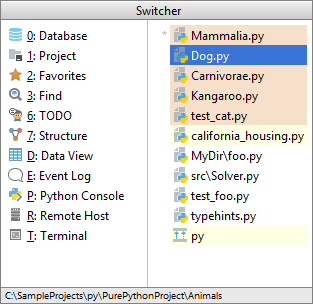 Switcher
0: Database
1: Project
2: Favorites
3: Find
6: TODO
7: Structure
D: Data View
E: Event Log
P: Python Console
R: Remote Host
T: Terminal
* Mammalia.py
Dog.py
Carnivorae.py
Kangaroo.py
test_cat.py
california_housing.py
MyDir\foo.py
src\Solver.py
test_foo.py
typehints.py
py
C:\SampleProjects\py\PurePythonProject\Animals